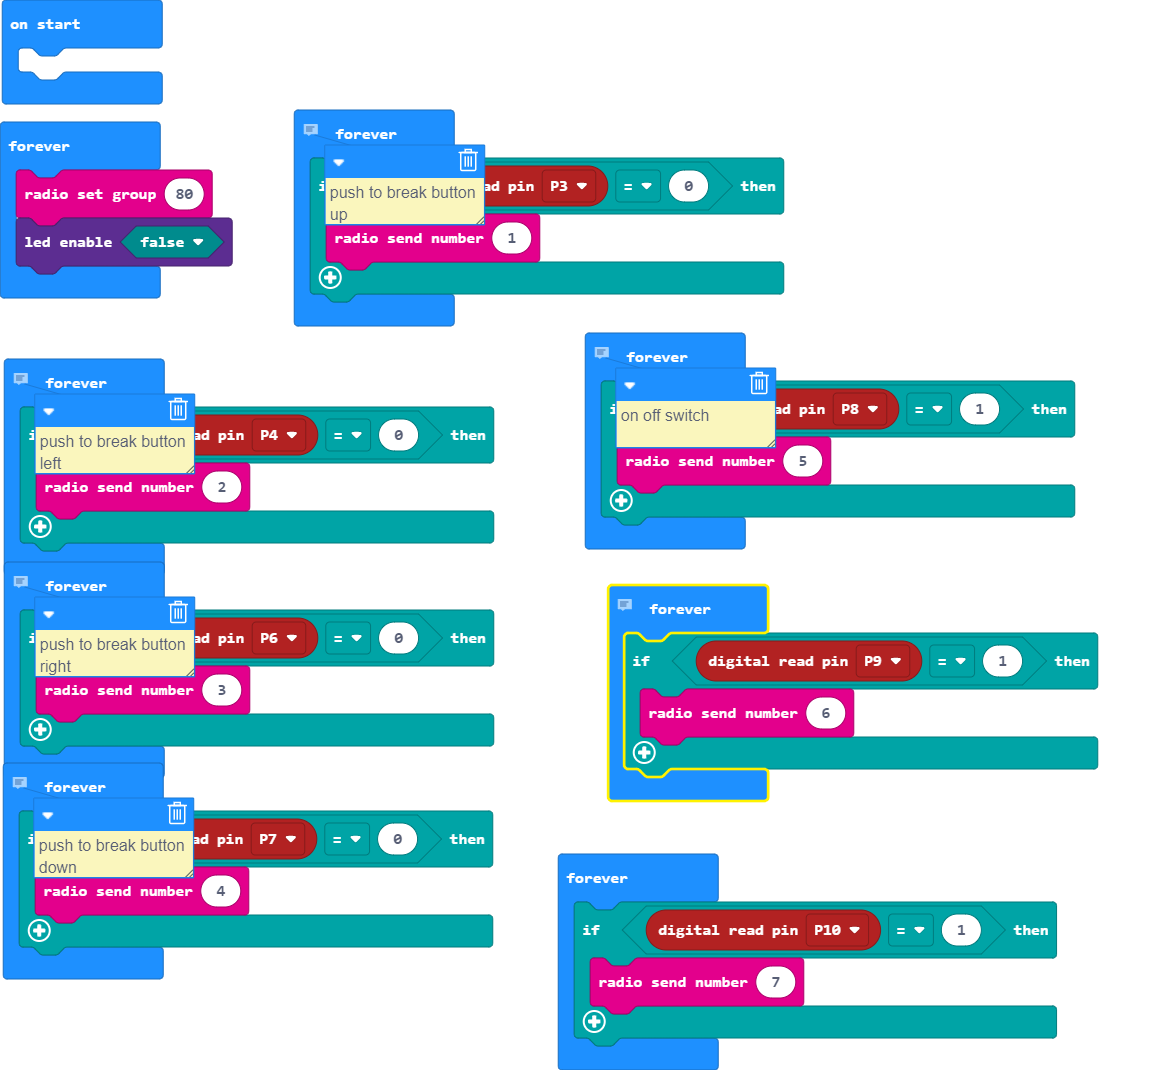 on start
forever
radio set group 80
led enable false
forever
push to break button
up
read pin P3 = 0 then
radio send number 1
forever
push to break button
left
read pin P4 = 0 then
radio send number 2
forever
on off switch
read pin P8 = 1 then
radio send number 5
forever
push to break button
right
read pin P6 = 0 then
radio send number 3
forever
if digital read pin P9 = 1 then
radio send number 6
forever
push to break button
down
read pin P7 = 0 then
radio send number 4
forever
if digital read pin P10 = 1 then
radio send number 7